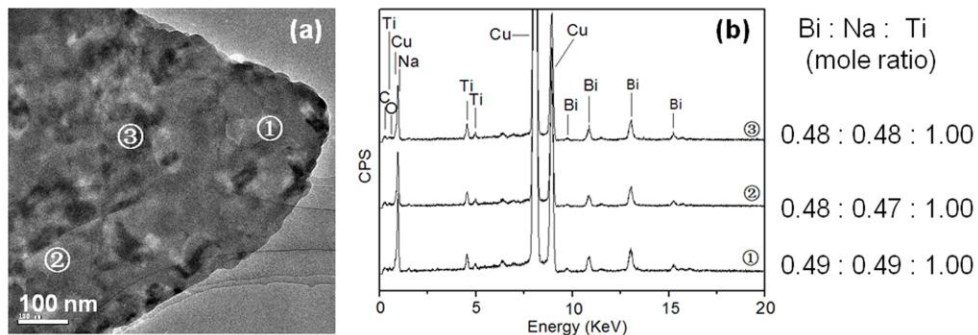 (a)
①
③
②
100 nm
100 nm
(b)
Ti
Cu
Na
C
O
Ti
Ti
Cu
Cu
Bi
Bi
Bi
Bi
③
②
①
CPS
0
5
10
15
20
Energy (KeV)
Bi : Na : Ti
(mole ratio)
0.48 : 0.48 : 1.00
0.48 : 0.47 : 1.00
0.49 : 0.49 : 1.00